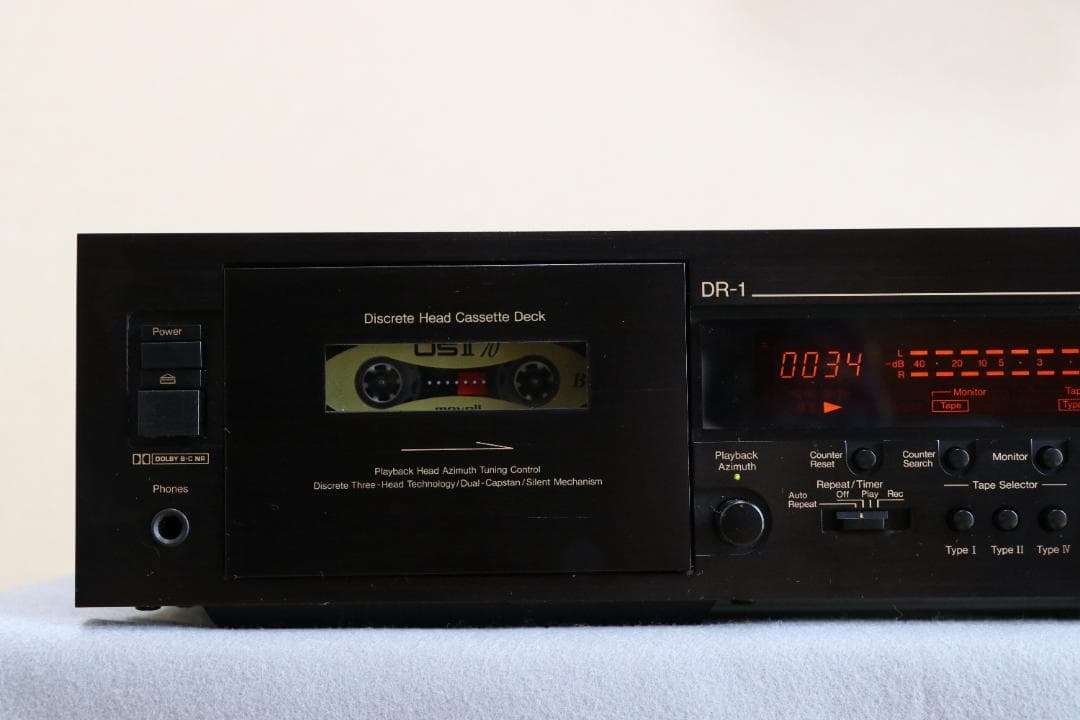 Power
DOLBY B-C NR
Phones
Discrete Head Cassette Deck
USII 70
B
maxell
Playback Head Azimuth Tuning Control
Discrete Three-Head Technology/Dual-Capstan/Silent Mechanism
DR-1
0034
L
-dB 40 · 20 10 5 · 3
R
Monitor
Tape
Tap
Type
Playback
Azimuth
Counter
Reset
Counter
Search
Monitor
Repeat/Timer
Off Play Rec
Auto
Repeat
Tape Selector
Type I Type II Type IV